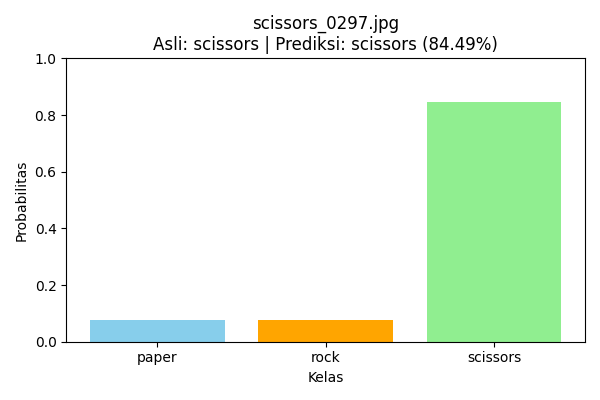 scissors_0297.jpg
Asli: scissors | Prediksi: scissors (84.49%)
1.0
0.8
0.6
0.4
0.2
0.0
Probabilitas
paper rock scissors
Kelas